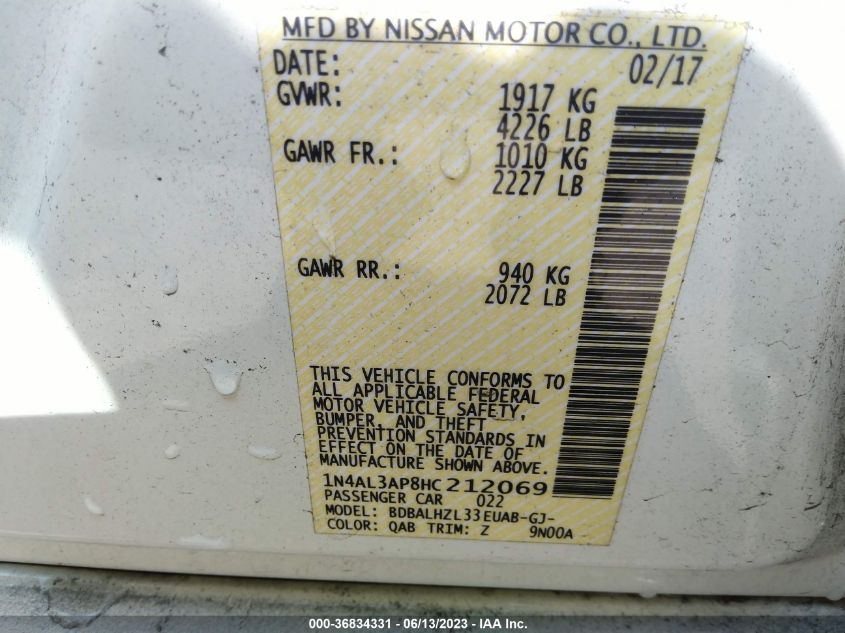 MFD BY NISSAN MOTOR CO., LTD.
DATE: 02/17
GVWR: 1917 KG
4226 LB
GAWR FR.: 1010 KG
2227 LB
GAWR RR.: 940 KG
2072 LB
THIS VEHICLE CONFORMS TO
ALL APPLICABLE FEDERAL
MOTOR VEHICLE SAFETY,
BUMPER, AND THEFT
PREVENTION STANDARDS IN
EFFECT ON THE DATE OF
MANUFACTURE SHOWN ABOVE.
1N4AL3AP8HC212069
PASSENGER CAR 022
MODEL: BDBALHZL33EUAB-GJ-
COLOR: QAB TRIM: Z 9N00A
000-36834331 - 06/13/2023 - IAA Inc.